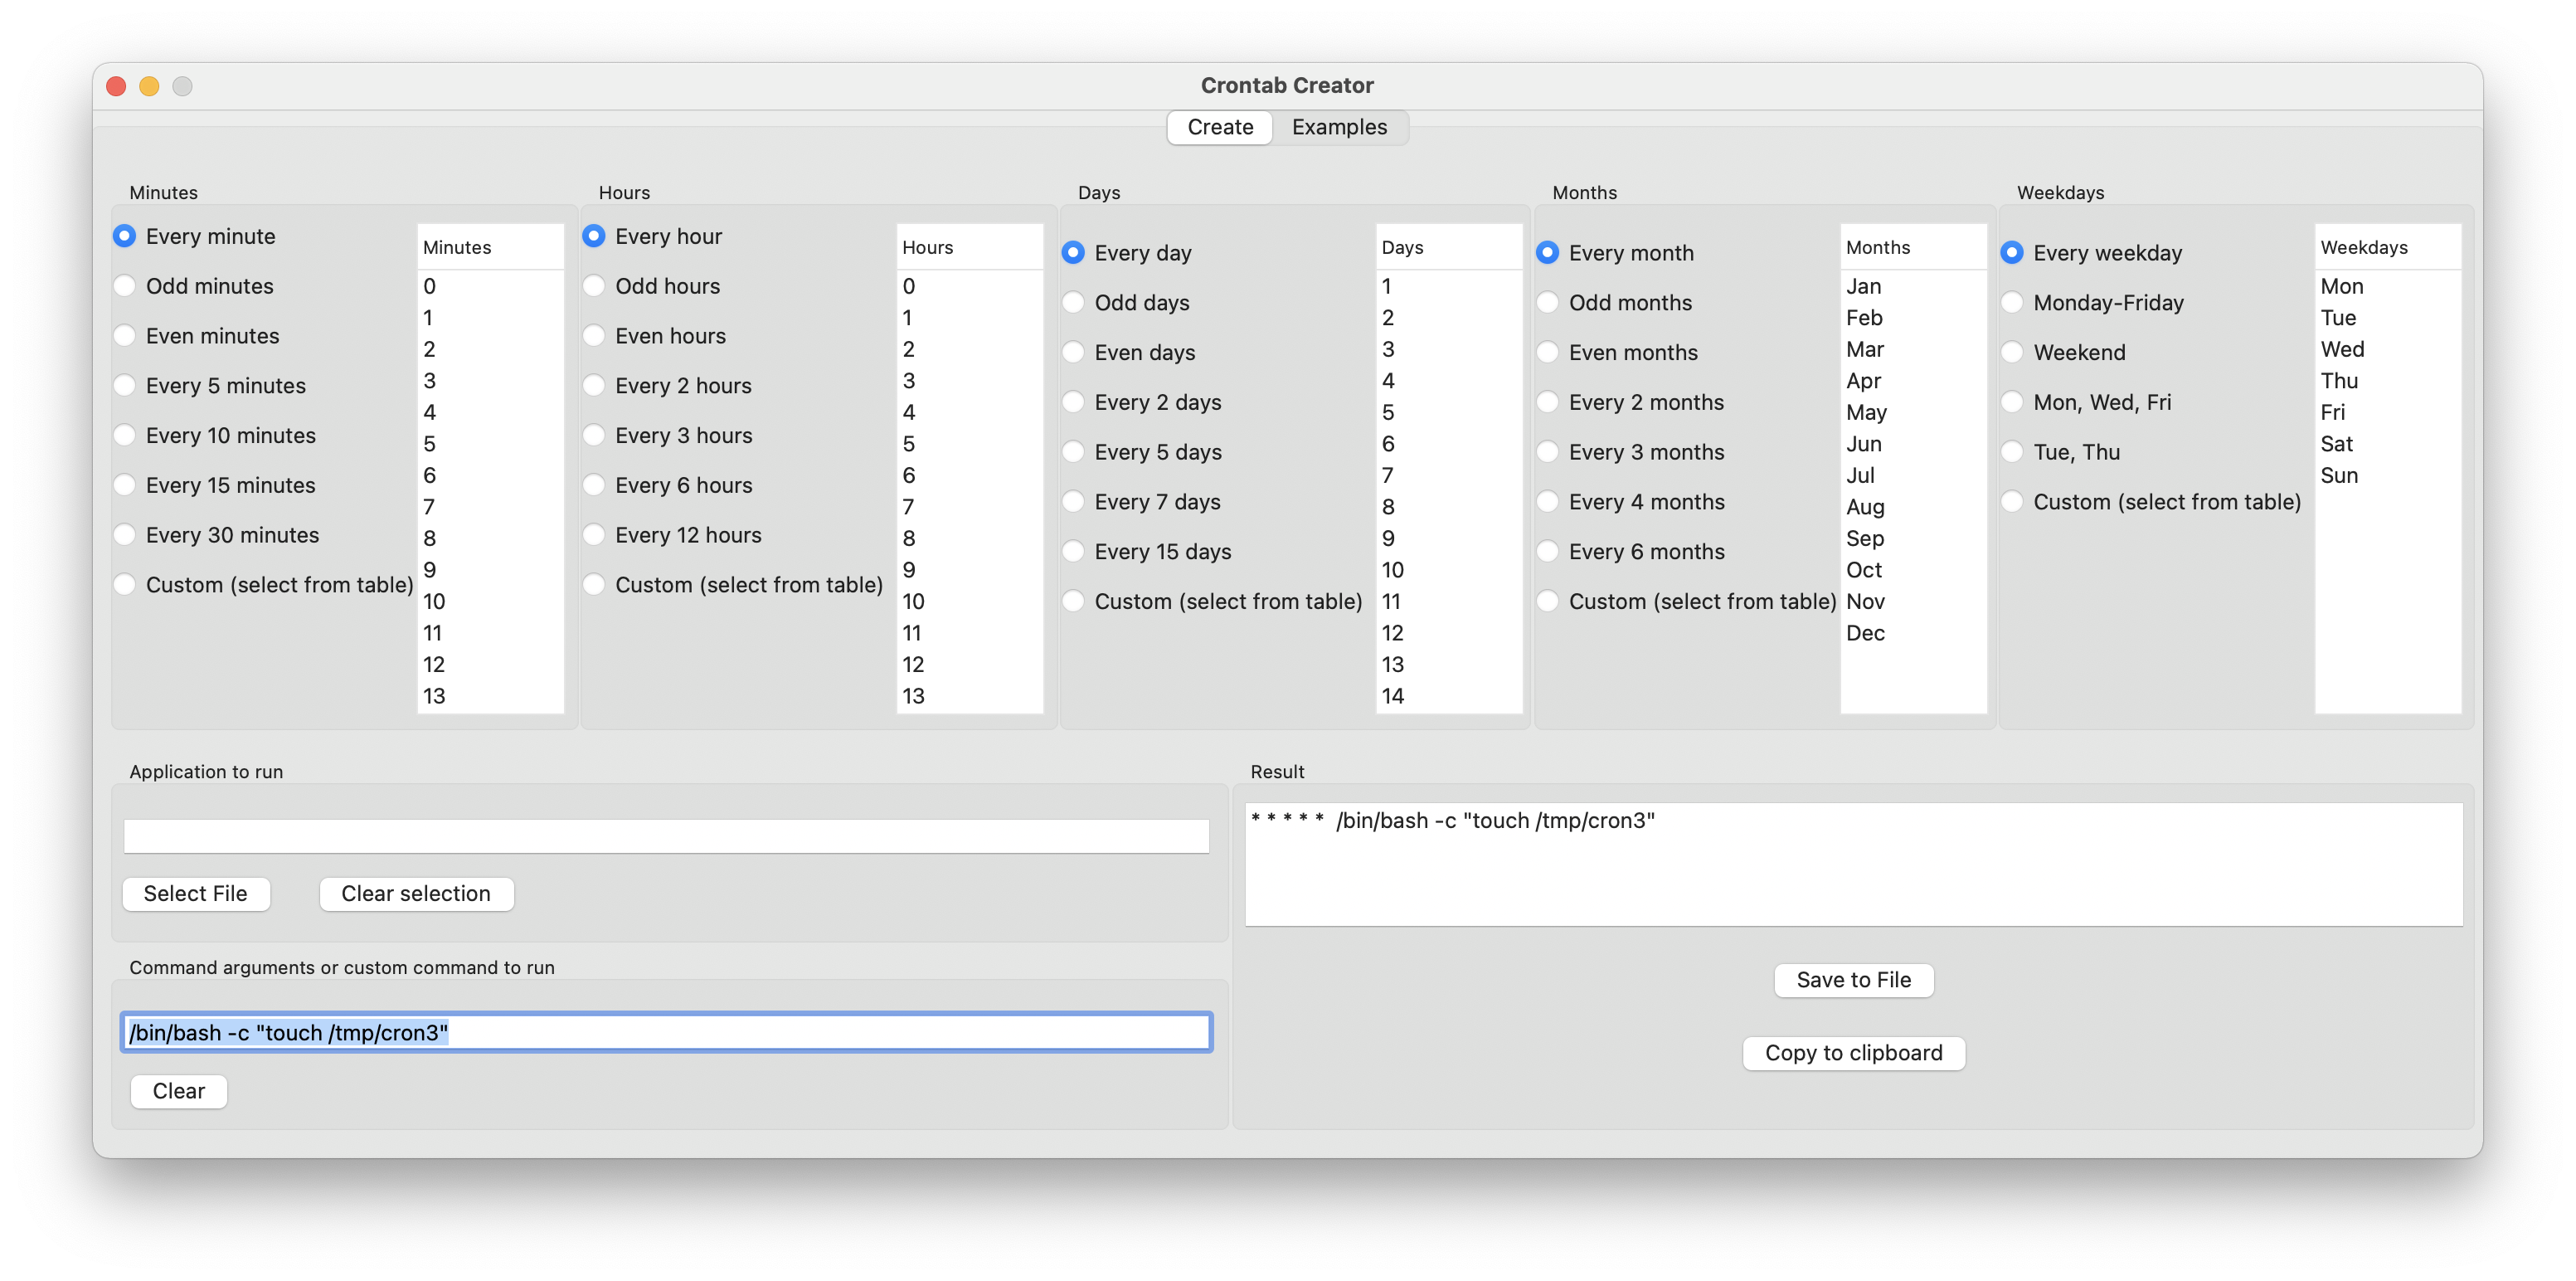 Crontab Creator
Create Examples
Minutes
Every minute
Odd minutes
Even minutes
Every 5 minutes
Every 10 minutes
Every 15 minutes
Every 30 minutes
Custom (select from table)
Minutes
0
1
2
3
4
5
6
7
8
9
10
11
12
13
Hours
Every hour
Odd hours
Even hours
Every 2 hours
Every 3 hours
Every 6 hours
Every 12 hours
Custom (select from table)
Hours
0
1
2
3
4
5
6
7
8
9
10
11
12
13
Days
Every day
Odd days
Even days
Every 2 days
Every 5 days
Every 7 days
Every 15 days
Custom (select from table)
Days
1
2
3
4
5
6
7
8
9
10
11
12
13
14
Months
Every month
Odd months
Even months
Every 2 months
Every 3 months
Every 4 months
Every 6 months
Custom (select from table)
Months
Jan
Feb
Mar
Apr
May
Jun
Jul
Aug
Sep
Oct
Nov
Dec
Weekdays
Every weekday
Monday-Friday
Weekend
Mon, Wed, Fri
Tue, Thu
Custom (select from table)
Weekdays
Mon
Tue
Wed
Thu
Fri
Sat
Sun
Application to run
Select File
Clear selection
Command arguments or custom command to run
/bin/bash -c "touch /tmp/cron3"
Clear
Result
* * * * * /bin/bash -c "touch /tmp/cron3"
Save to File
Copy to clipboard